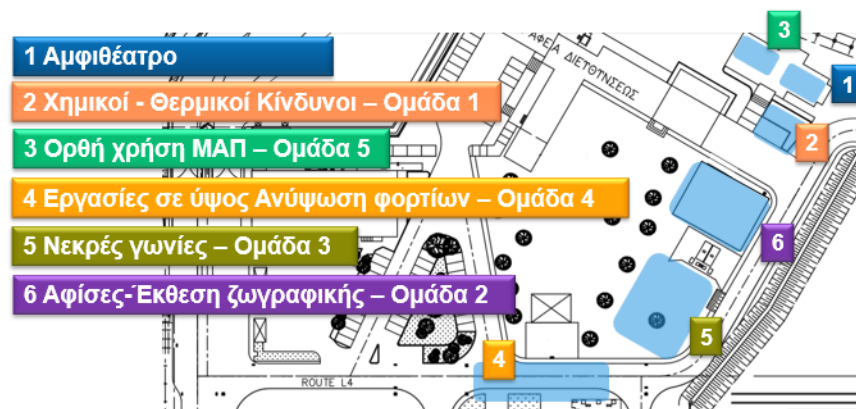 1 Αμφιθέατρο
2 Χημικοί - Θερμικοί Κίνδυνοι – Ομάδα 1
3 Ορθή χρήση ΜΑΠ – Ομάδα 5
4 Εργασίες σε ύψος Ανύψωση φορτίων – Ομάδα 4
5 Νεκρές γωνίες – Ομάδα 3
6 Αφίσες-Έκθεση ζωγραφικής – Ομάδα 2
ΑΦΕΙΑ ΔΙΕΤΘΤΝΣΕΩΣ
3
1
2
6
5
4
ROUTE L4